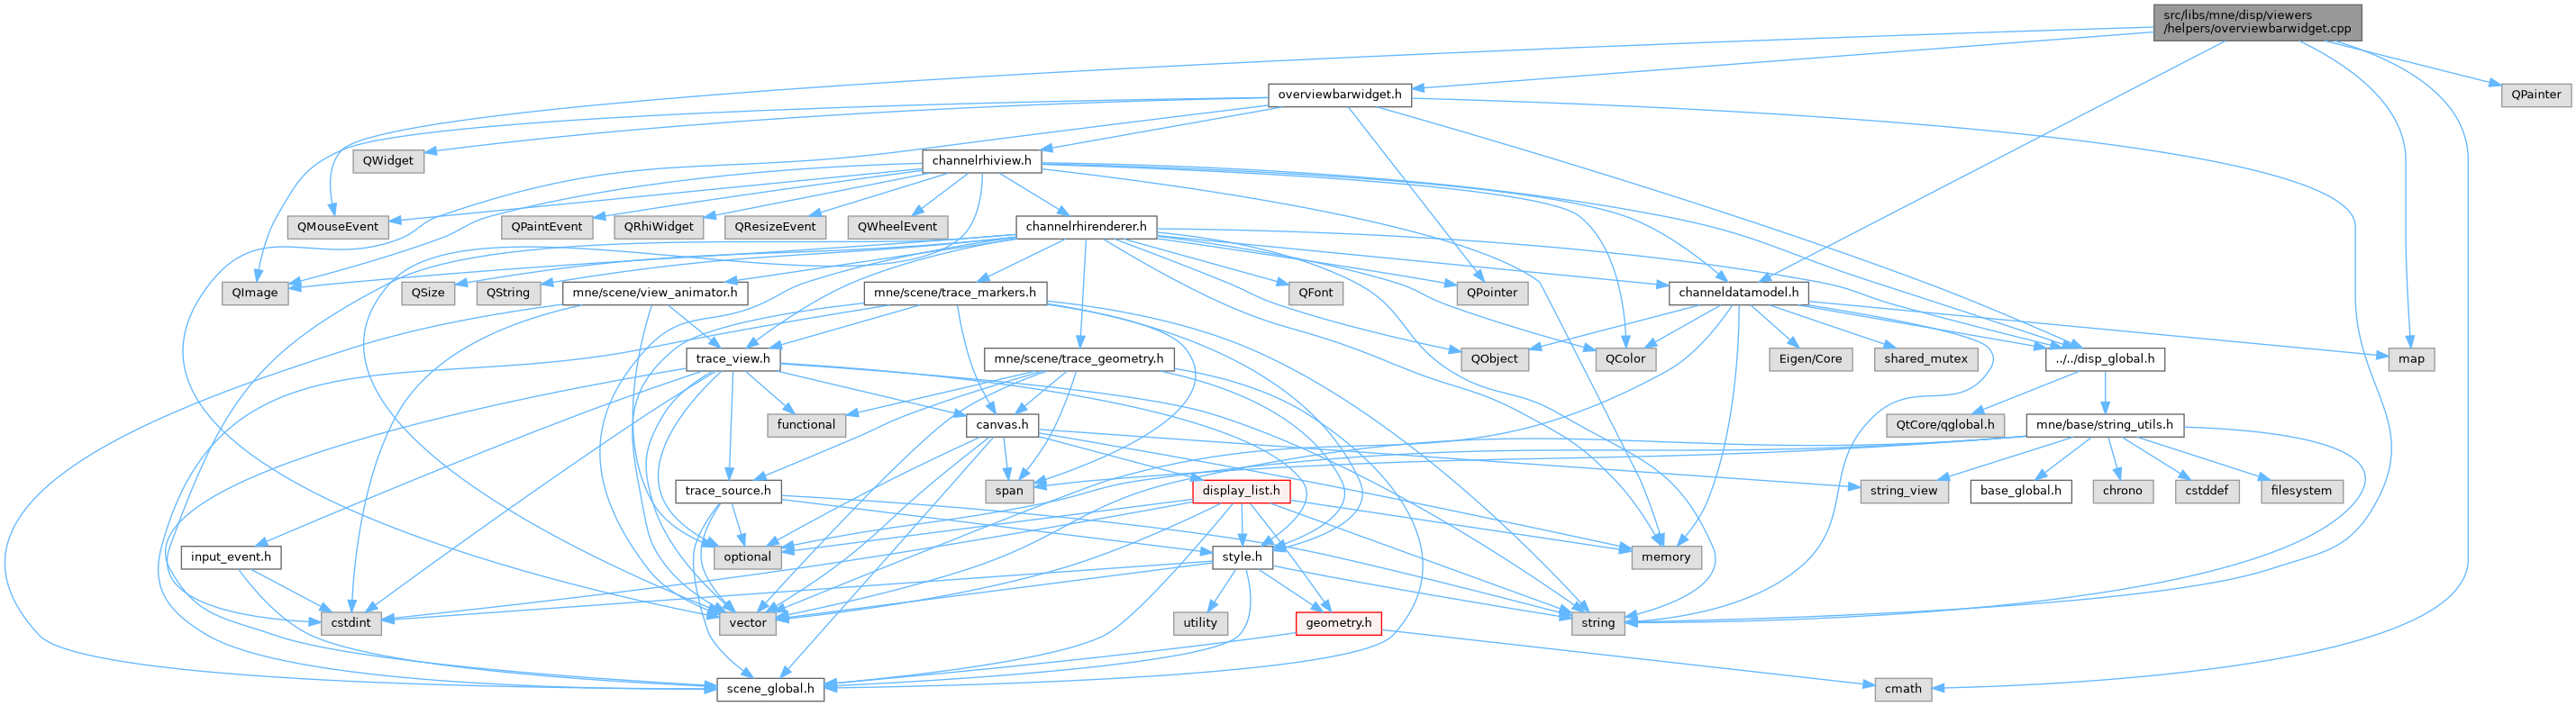 src/libs/mne/disp/viewers
/helpers/overviewbarwidget.cpp
overviewbarwidget.h
QPainter
QWidget
channelrhiview.h
QMouseEvent
QPaintEvent
QRhiWidget
QResizeEvent
QWheelEvent
channelrhirenderer.h
QImage
QSize
QString
mne/scene/view_animator.h
mne/scene/trace_markers.h
QFont
QPointer
channeldatamodel.h
trace_view.h
mne/scene/trace_geometry.h
QObject
QColor
Eigen/Core
shared_mutex
../../disp_global.h
map
functional
canvas.h
QtCore/qglobal.h
mne/base/string_utils.h
trace_source.h
span
display_list.h
string_view
base_global.h
chrono
cstddef
filesystem
input_event.h
optional
style.h
memory
cstdint
vector
utility
geometry.h
string
scene_global.h
cmath